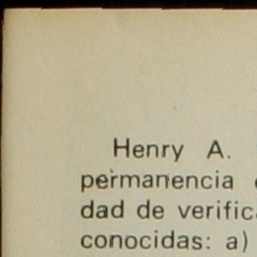 Henry A.
permanencia
dad de verific
conocidas: a)